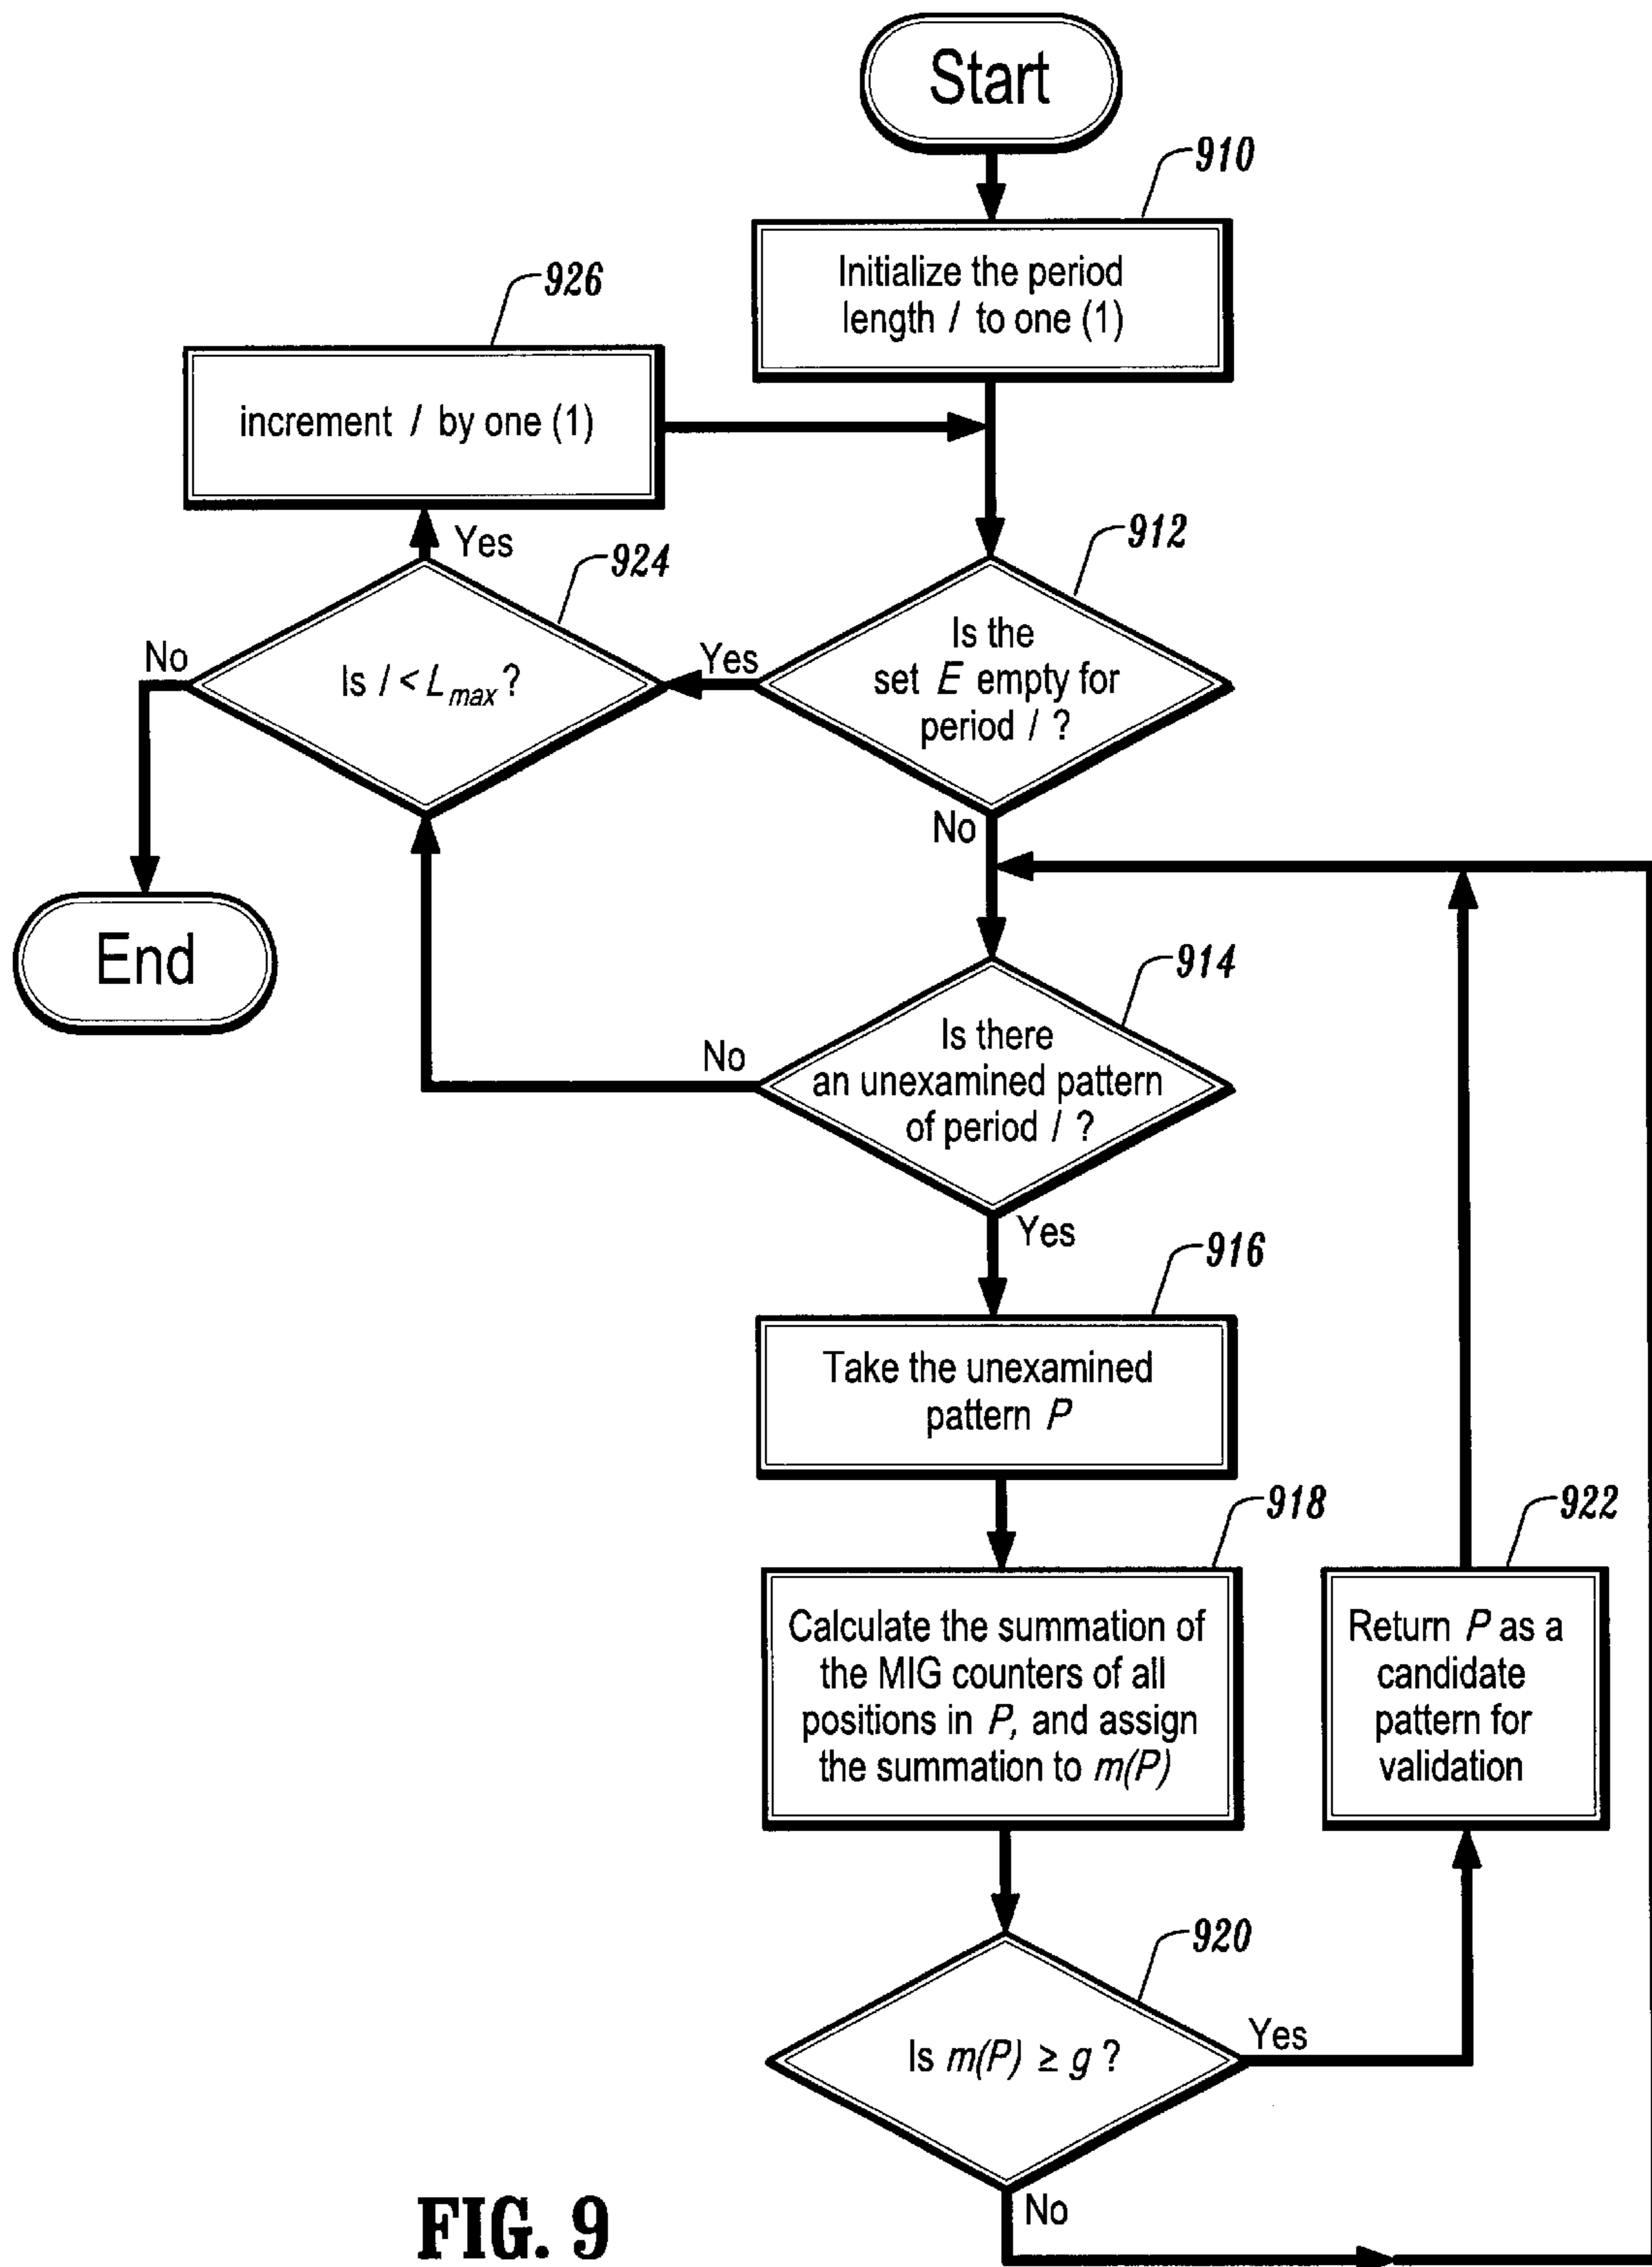 Start
910
Initialize the period
length l to one (1)
926
increment l by one (1)
Yes
924
912
Is the
set E empty for
period l ?
Yes
Is l < Lmax ?
No
No
End
914
Is there
an unexamined pattern
of period l ?
No
Yes
916
Take the unexamined
pattern P
918
922
Calculate the summation of
the MIG counters of all
positions in P, and assign
the summation to m(P)
Return P as a
candidate
pattern for
validation
920
Is m(P) ≥ g ?
Yes
No
FIG. 9